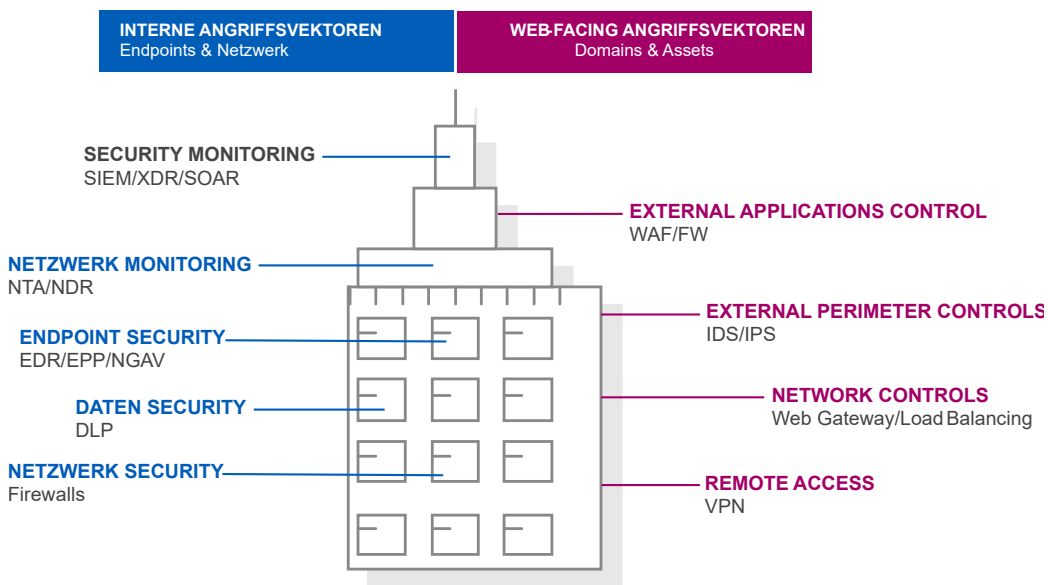 INTERNE ANGRIFFSVEKTOREN
Endpoints & Netzwerk
WEB-FACING ANGRIFFSVEKTOREN
Domains & Assets
SECURITY MONITORING
SIEM/XDR/SOAR
EXTERNAL APPLICATIONS CONTROL
WAF/FW
NETZWERK MONITORING
NTA/NDR
EXTERNAL PERIMETER CONTROLS
IDS/IPS
ENDPOINT SECURITY
EDR/EPP/NGAV
NETWORK CONTROLS
Web Gateway/Load Balancing
DATEN SECURITY
DLP
NETZWERK SECURITY
Firewalls
REMOTE ACCESS
VPN